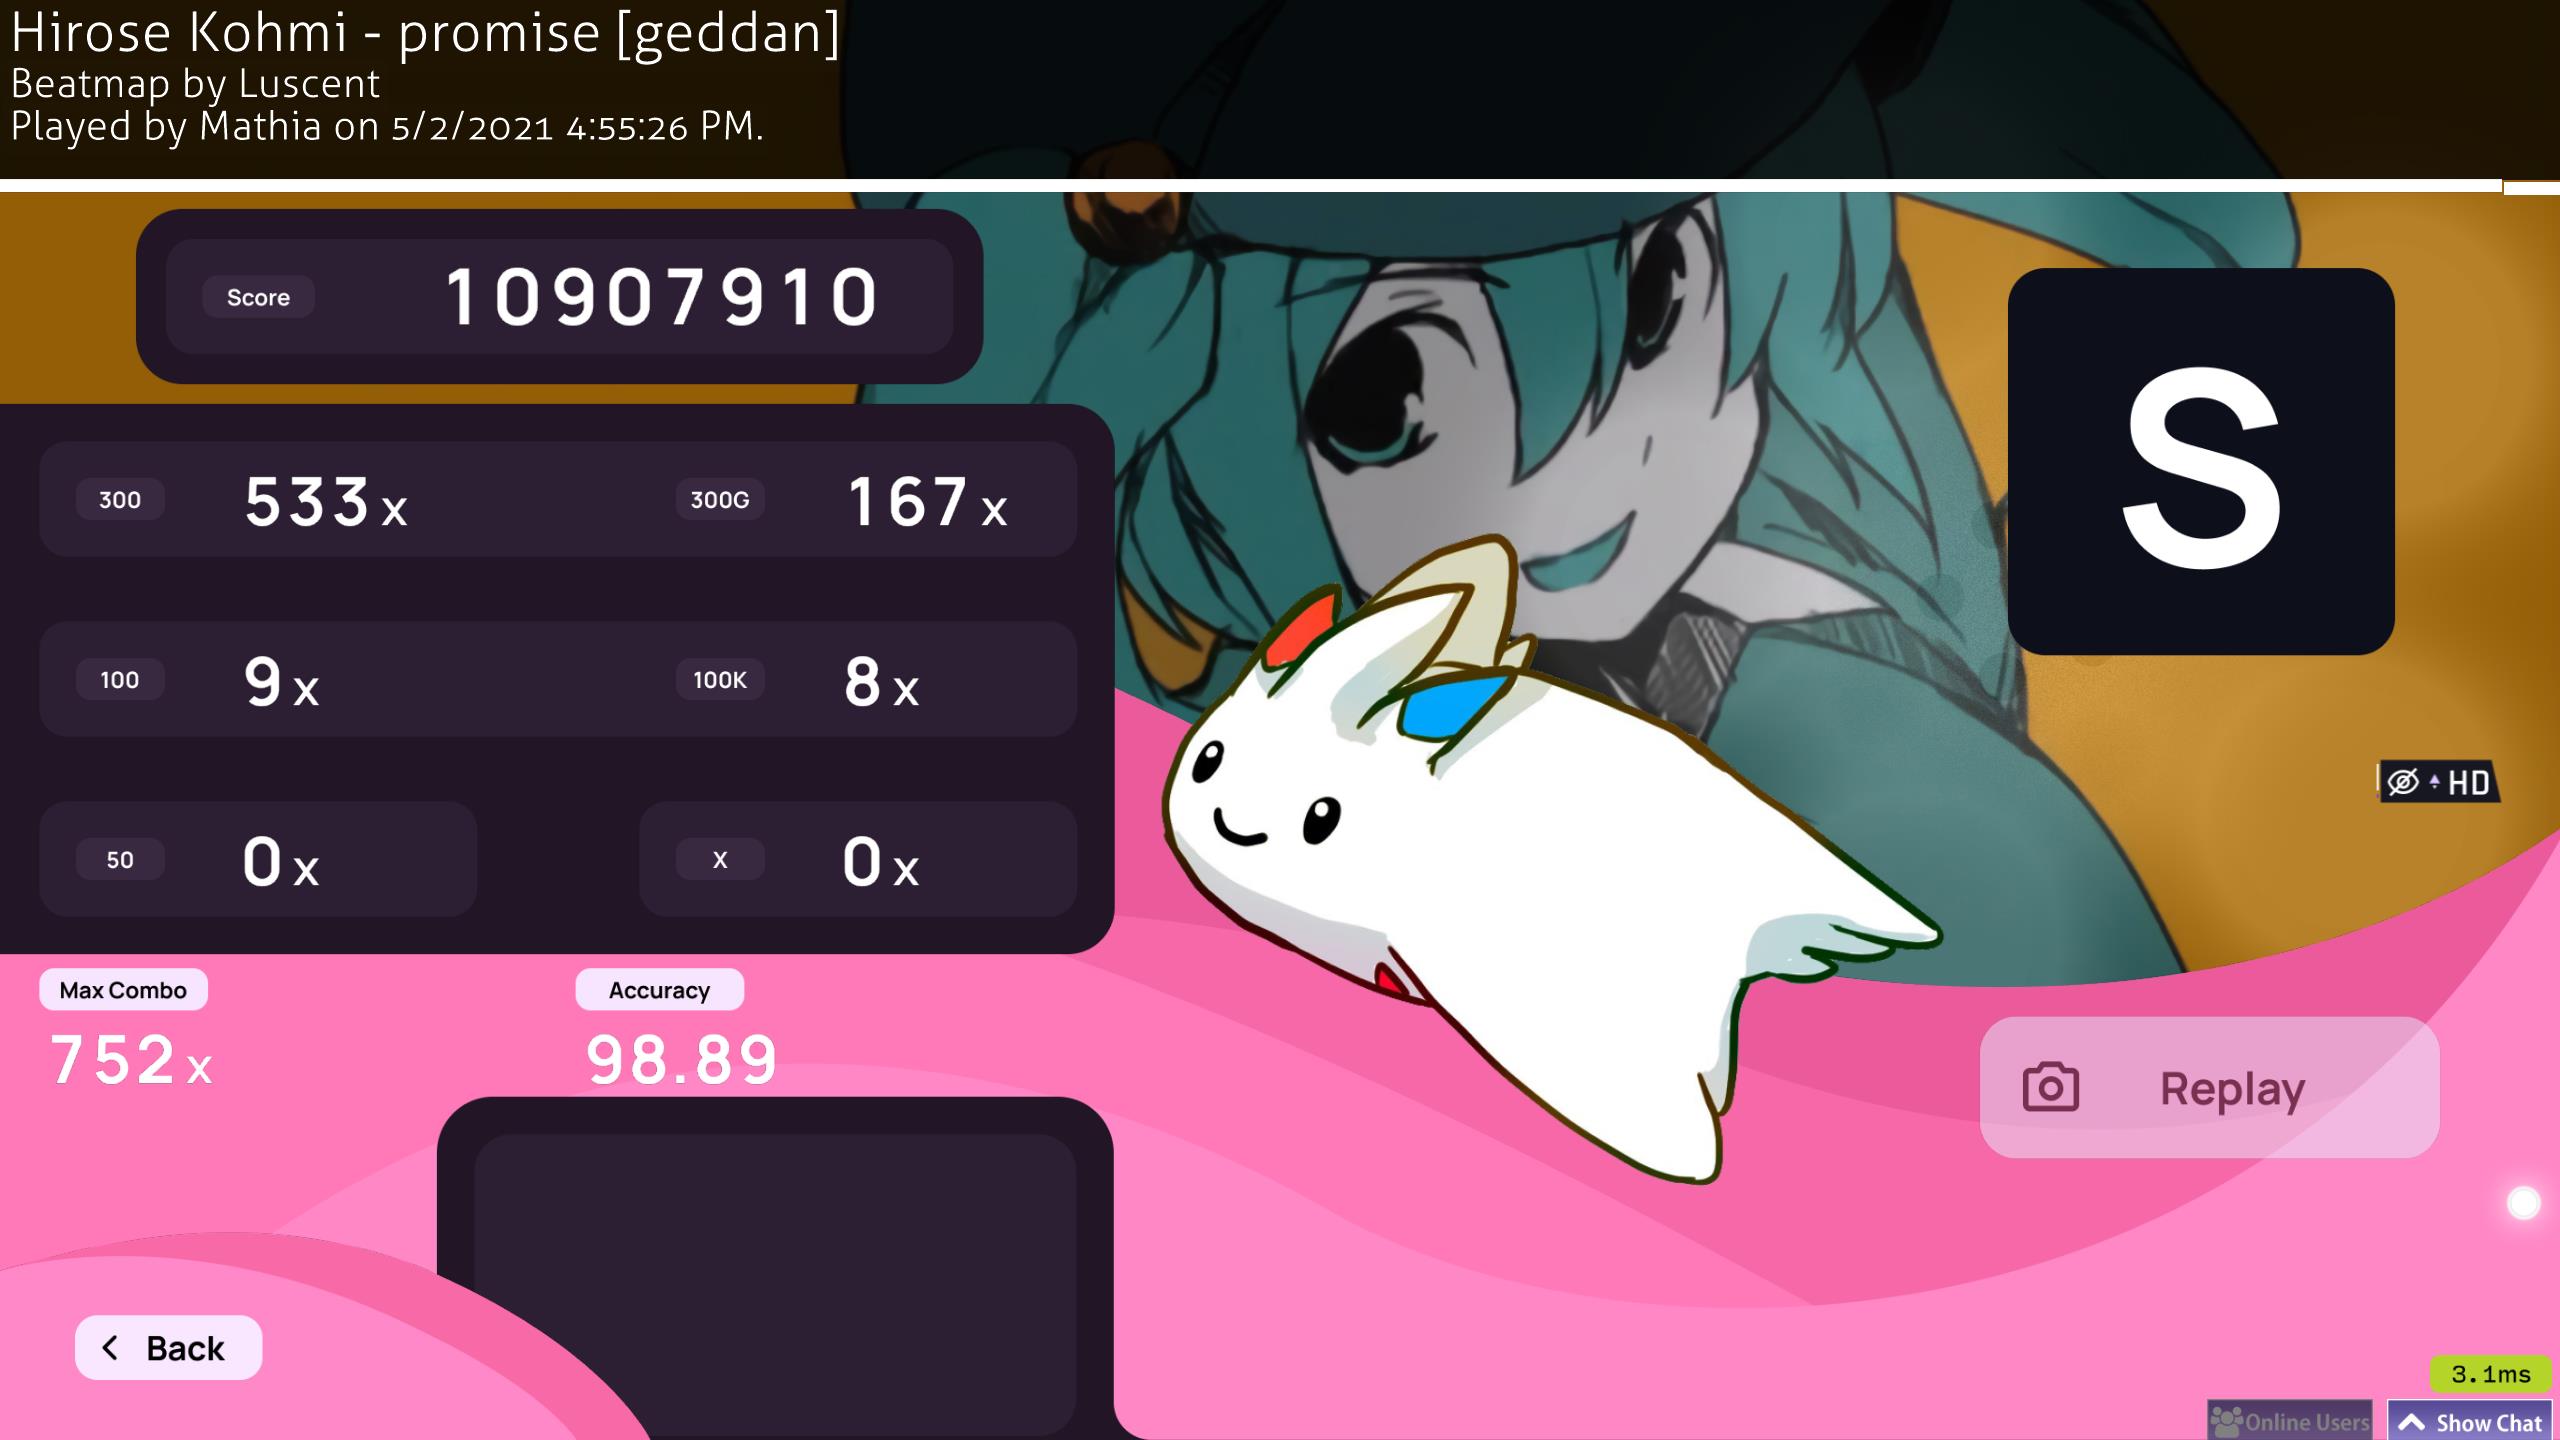 Hirose Kohmi - promise [geddan]
Beatmap by Luscent
Played by Mathia on 5/2/2021 4:55:26 PM.
Score 10907910
S
300 533x 300G 167x
100 9x 100K 8x
50 0x X 0x
HD
Max Combo Accuracy
752x 98.89
Replay
Back
3.1ms
Online Users Show Chat